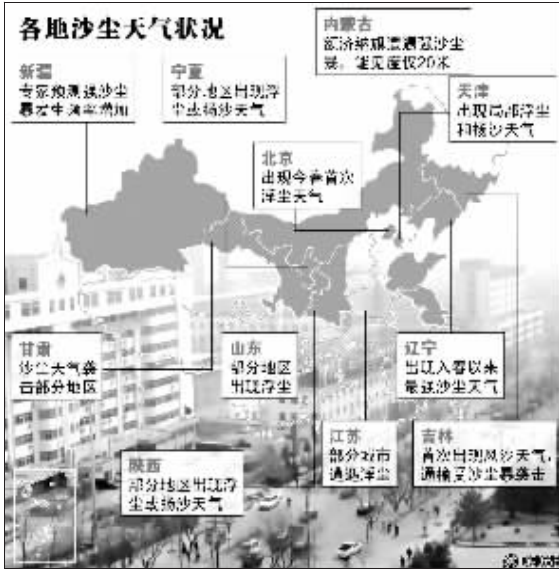 各地沙尘天气状况
内蒙古
额济纳旗遭遇强沙尘
暴，能见度仅20米
新疆
专家预测强沙尘
暴发生频率增加
宁夏
部分地区出现浮
尘或扬沙天气
天津
出现局部浮尘
和扬沙天气
北京
出现今春首次
浮尘天气
甘肃
沙尘天气袭
击部分地区
山东
部分地区
出现浮尘
辽宁
出现入春以来
最强沙尘天气
江苏
部分城市
遭遇浮尘
吉林
首次出现风沙天气，
通榆受沙尘暴袭击
陕西
部分地区出现浮
尘或扬沙天气